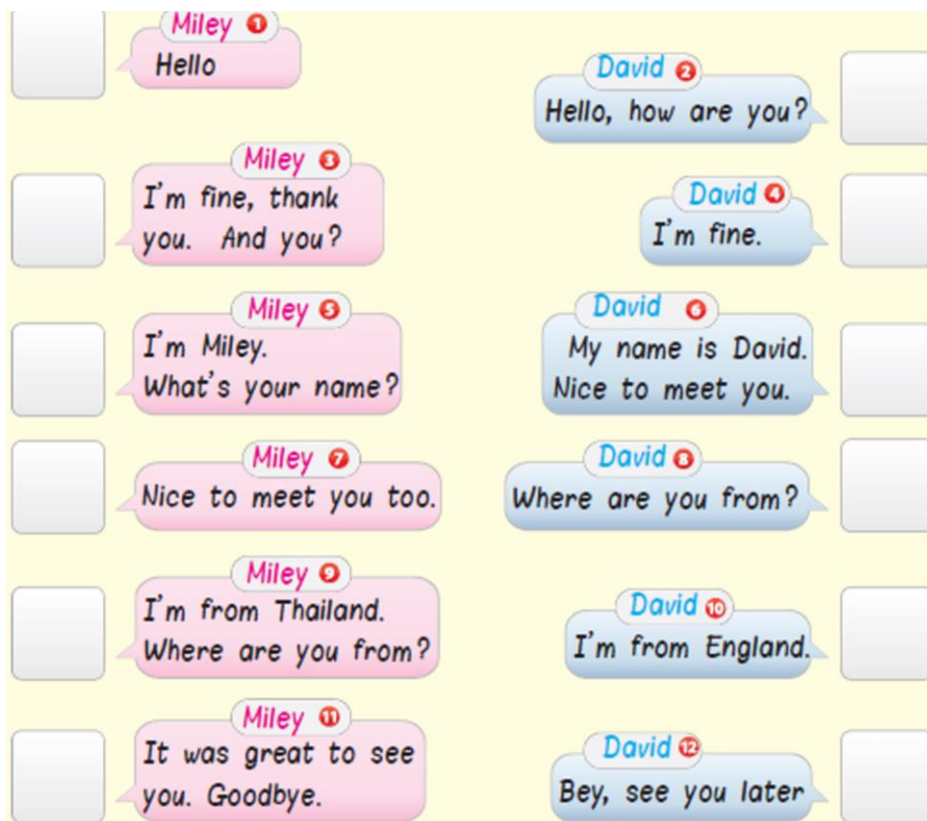 Miley 1
Hello
David 2
Hello, how are you?
Miley 3
I'm fine, thank
you. And you?
David 4
I'm fine.
Miley 5
I'm Miley.
What's your name?
David 6
My name is David.
Nice to meet you.
Miley 7
Nice to meet you too.
David 8
Where are you from?
Miley 9
I'm from Thailand.
Where are you from?
David 10
I'm from England.
Miley 11
It was great to see
you. Goodbye.
David 12
Bey, see you later